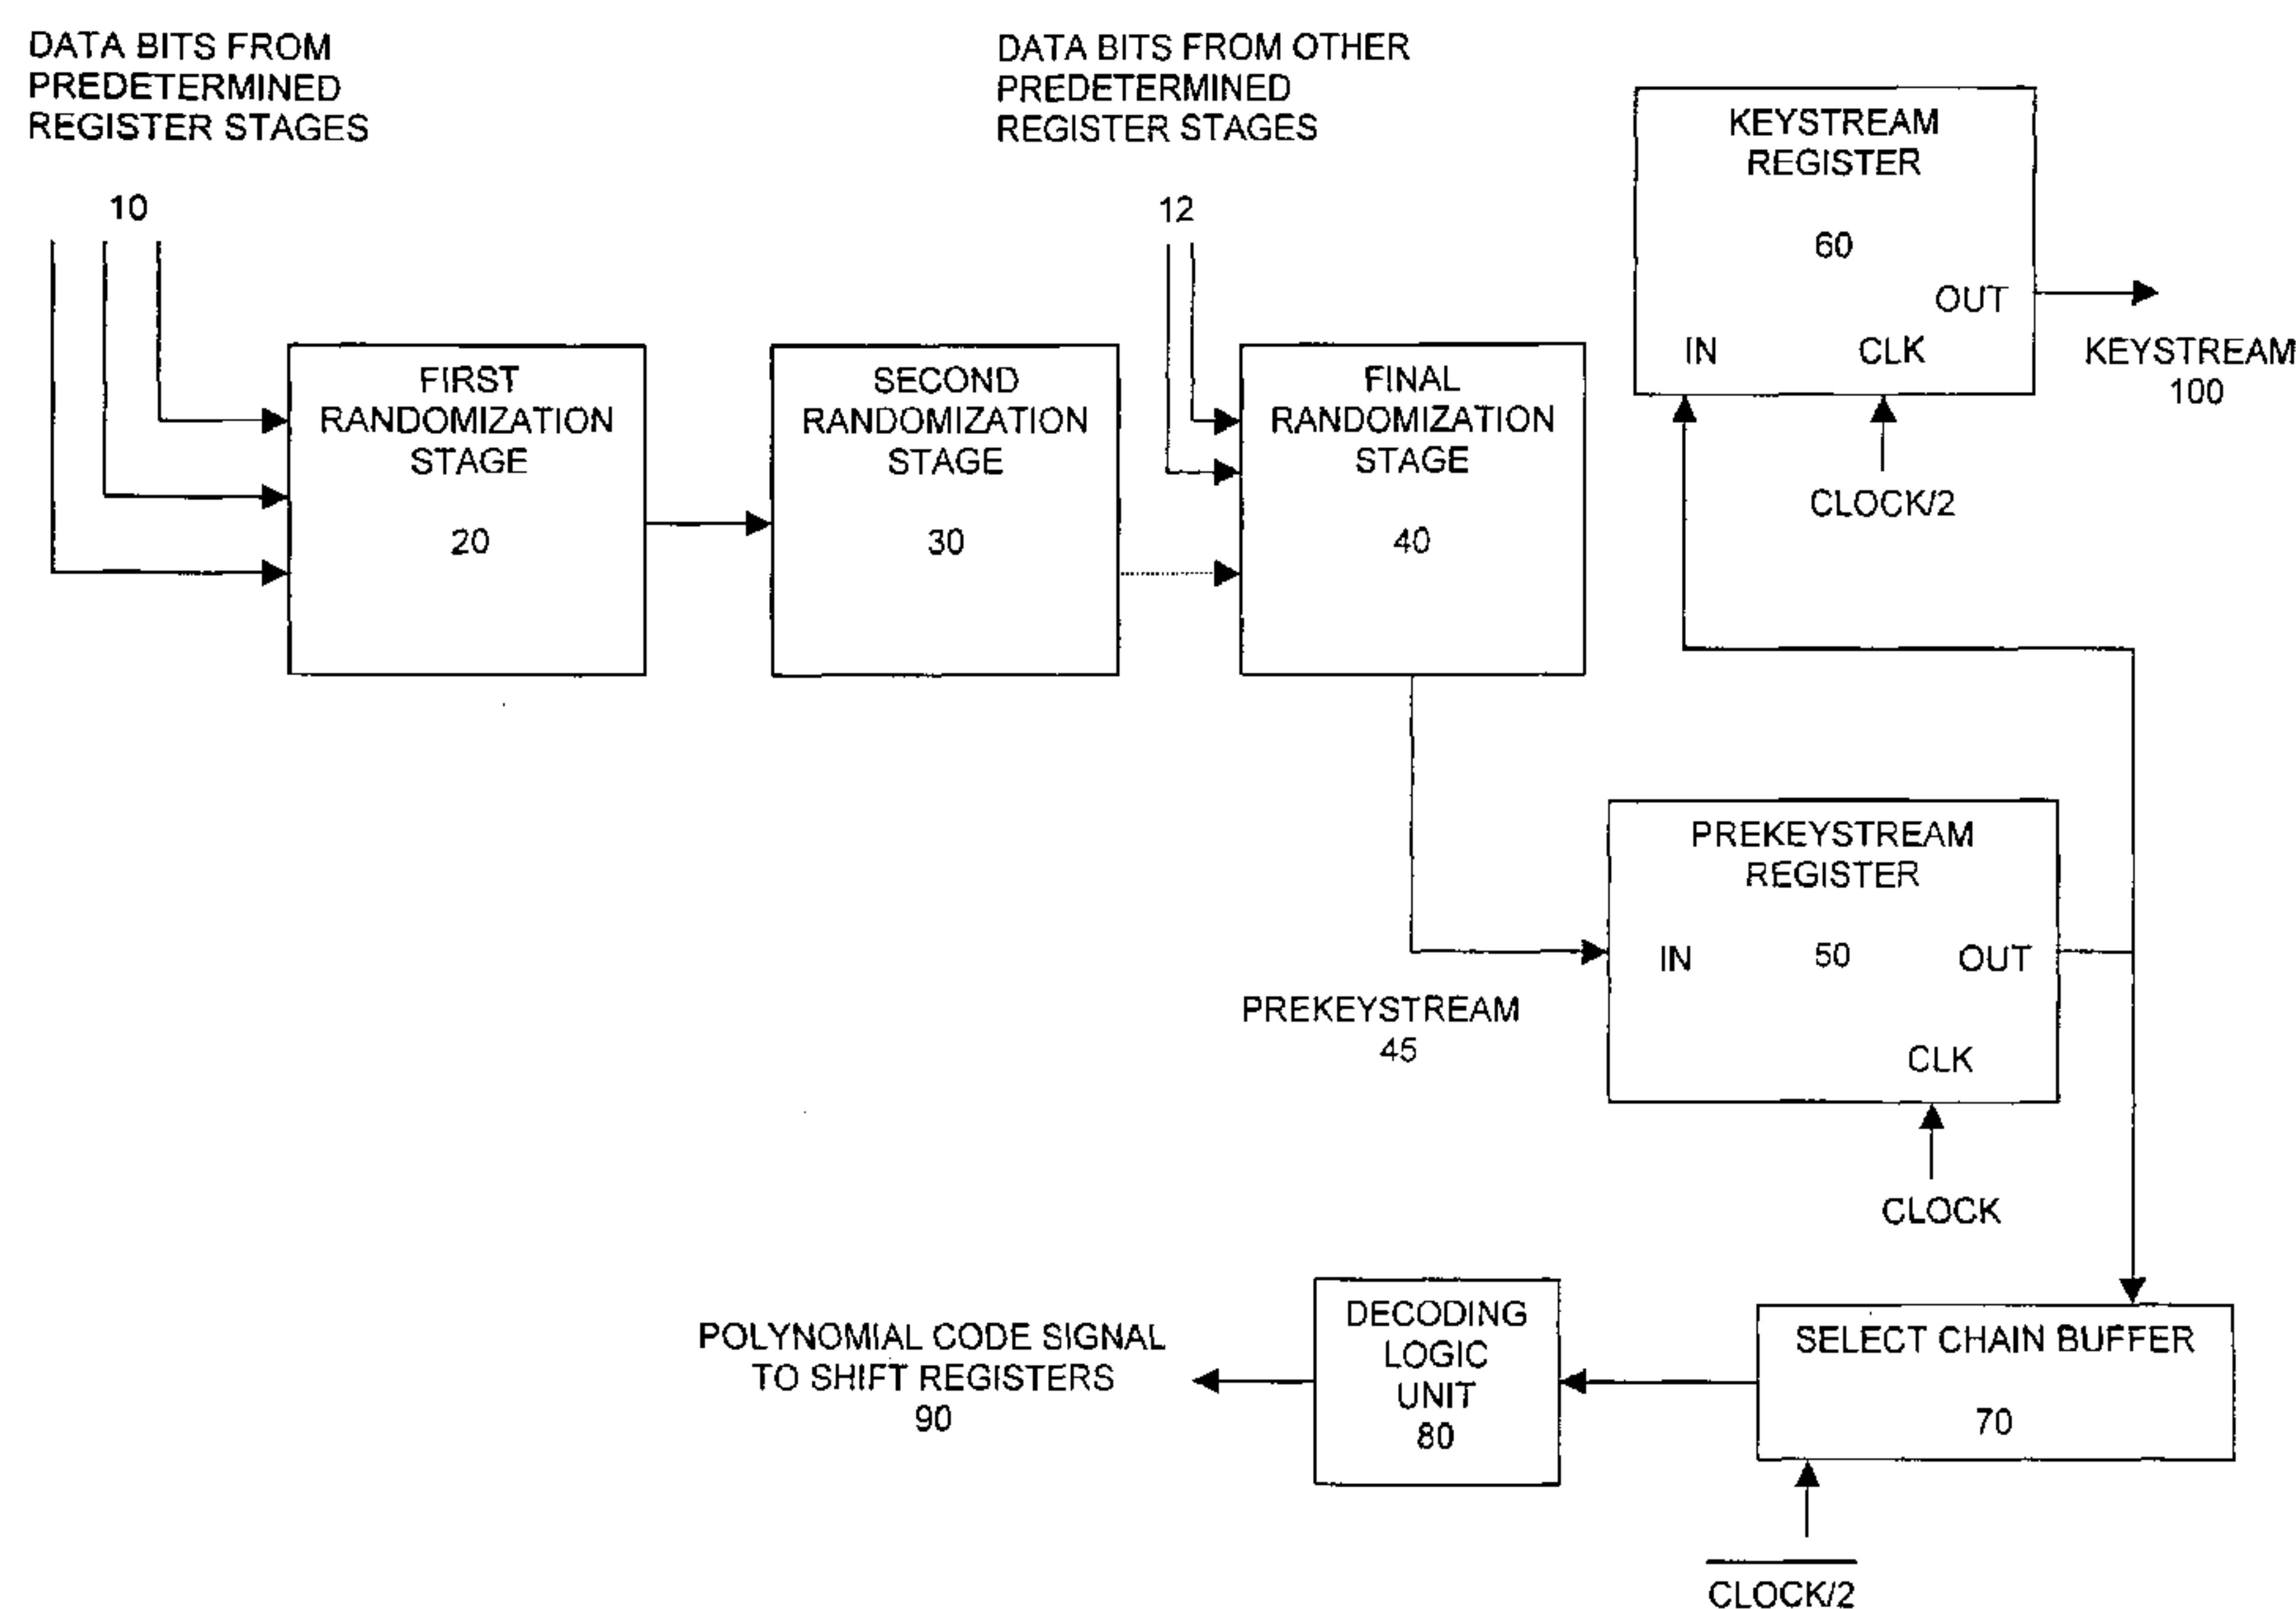 DATA BITS FROM
PREDETERMINED
REGISTER STAGES
10
DATA BITS FROM OTHER
PREDETERMINED
REGISTER STAGES
12
KEYSTREAM
REGISTER
60
OUT
IN
CLK
KEYSTREAM
100
CLOCK/2
FIRST
RANDOMIZATION
STAGE
20
SECOND
RANDOMIZATION
STAGE
30
FINAL
RANDOMIZATION
STAGE
40
PREKEYSTREAM
REGISTER
IN
50
OUT
CLK
PREKEYSTREAM
45
CLOCK
POLYNOMIAL CODE SIGNAL
TO SHIFT REGISTERS
90
DECODING
LOGIC
UNIT
80
SELECT CHAIN BUFFER
70
CLOCK/2